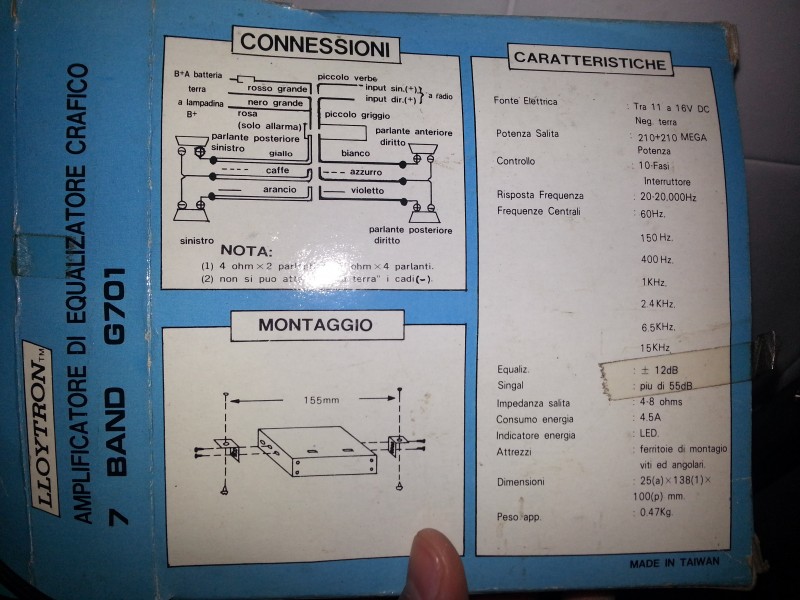 LLOYTRON TM
AMPLIFICATORE DI EQUALIZATORE CRAFICO
7 BAND G701
CONNESSIONI
B+A batteria
terra
a lampadina
B+
rosso grande
nero grande
rosa
(solo allarma)
piccolo verbe
input sin.(+)
input dir.(+)
a radio
piccolo griggio
parlante posteriore
sinistro
parlante anteriore
diritto
giallo
bianco
caffe
azzurro
arancio
violetto
sinistro
parlante posteriore
diritto
NOTA:
(1) 4 ohm×2 ohm×4 parlanti.
(2) non si puo terra" i cadi(-).
MONTAGGIO
155mm
CARATTERISTICHE
Fonte Elettrica : Tra 11 a 16V DC
Neg. terra
Potenza Salita : 210+210 MEGA
Potenza
Controllo : 10-Fasi
Interruttore
Risposta Frequenza : 20-20,000Hz
Frequenze Centrali : 60Hz.
150Hz.
400Hz.
1KHz.
2.4KHz.
6.5KHz.
15KHz
Equaliz. : ± 12dB
Singal : piu di 55dB
Impedanza salita : 4-8 ohms
Consumo energia : 4.5A
Indicatore energia : LED.
Attrezzi : ferritoie di montagio
viti ed angolari.
Dimensioni : 25(a)×138(1)×
100(p) mm.
Peso app. : 0.47Kg.
MADE IN TAIWAN